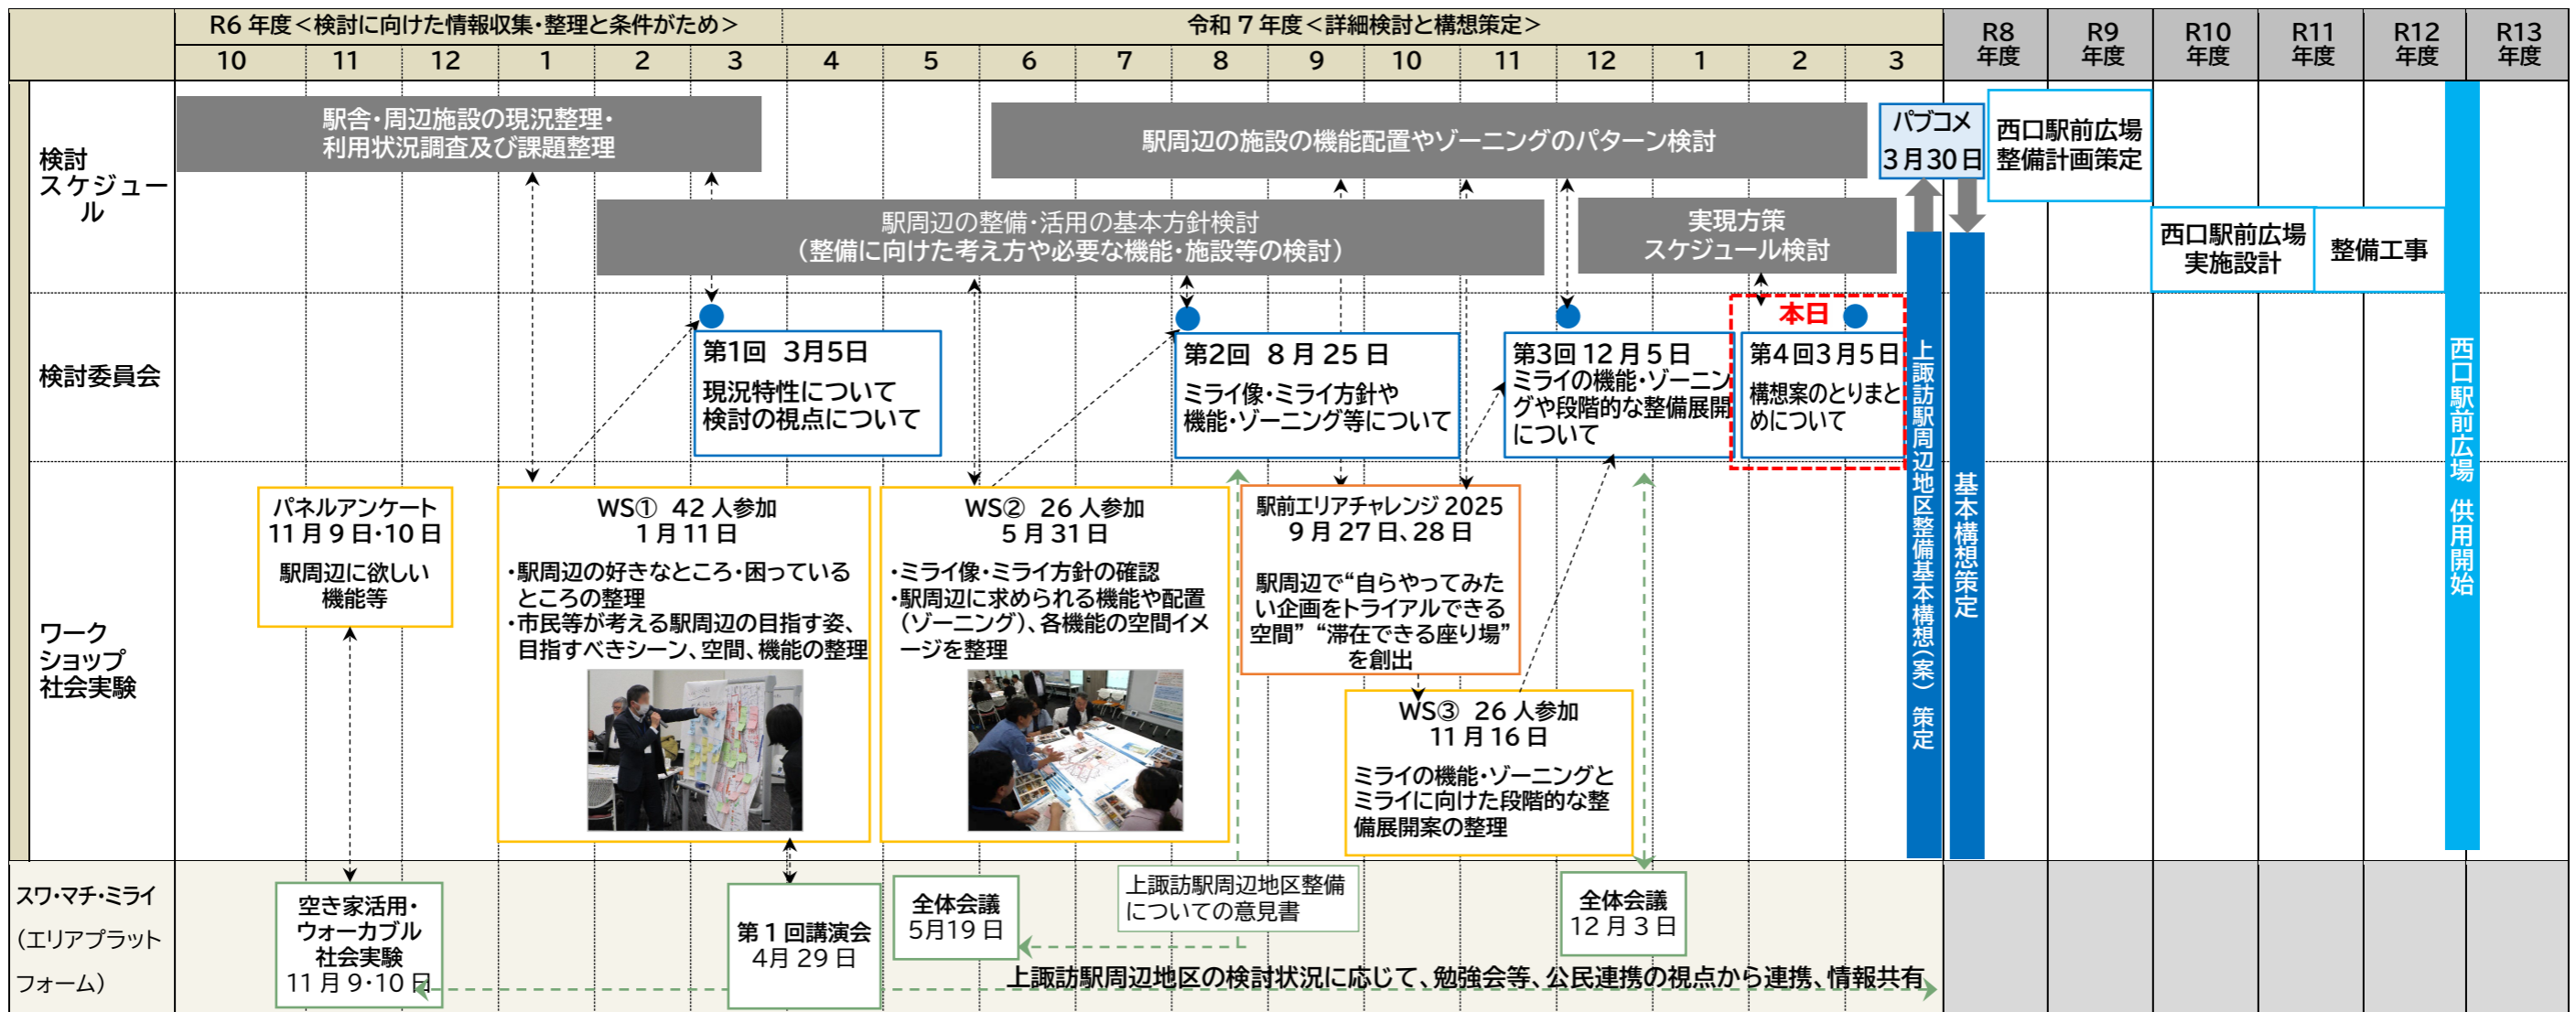 R6 年度＜検討に向けた情報収集・整理と条件がため＞
令和 7 年度＜詳細検討と構想策定＞
R8
年度
R9
年度
R10
年度
R11
年度
R12
年度
R13
年度
10 11 12 1 2 3 4 5 6 7 8 9 10 11 12 1 2 3
検討
スケジュー
ル
駅舎・周辺施設の現況整理・
利用状況調査及び課題整理
駅周辺の施設の機能配置やゾーニングのパターン検討
パブコメ
3月30日
西口駅前広場
整備計画策定
駅周辺の整備・活用の基本方針検討
（整備に向けた考え方や必要な機能・施設等の検討）
実現方策
スケジュール検討
西口駅前広場
実施設計
整備工事
検討委員会
第1回 3月5日
現況特性について
検討の視点について
第2回 8 月 25 日
ミライ像・ミライ方針や
機能・ゾーニング等について
第3回 12 月 5 日
ミライの機能・ゾーニン
グや段階的な整備展開
について
本日
第4回3月5日
構想案のとりまと
めについて
上諏訪駅周辺地区整備基本構想（案） 策定
基本構想策定
西口駅前広場 供用開始
ワーク
ショップ
社会実験
パネルアンケート
11 月 9 日・10 日
駅周辺に欲しい
機能等
WS① 42 人参加
1 月 11 日
・駅周辺の好きなところ・困っている
ところの整理
・市民等が考える駅周辺の目指す姿、
目指すべきシーン、空間、機能の整理
WS② 26 人参加
5 月 31 日
・ミライ像・ミライ方針の確認
・駅周辺に求められる機能や配置
（ゾーニング）、各機能の空間イメ
ージを整理
駅前エリアチャレンジ 2025
9 月 27 日、28 日
駅周辺で“自らやってみた
い企画をトライアルできる
空間” “滞在できる座り場”
を創出
WS③ 26 人参加
11 月 16 日
ミライの機能・ゾーニングと
ミライに向けた段階的な整
備展開案の整理
スワ・マチ・ミライ
（エリアプラット
フォーム）
空き家活用・
ウォーカブル
社会実験
11 月 9・10 日
第 1 回講演会
4月 29 日
全体会議
5月19 日
上諏訪駅周辺地区整備
についての意見書
全体会議
12 月 3 日
上諏訪駅周辺地区の検討状況に応じて、勉強会等、公民連携の視点から連携、情報共有